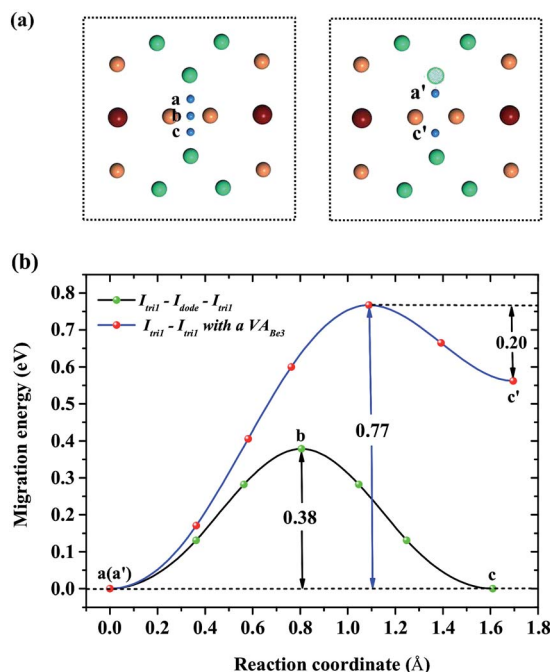 (a)
a
b
c
a'
c'
(b)
I_tri1 - I_dode - I_tri1
I_tri1 - I_tri1 with a VA_Be3
0.8
0.7
0.6
0.5
0.4
0.3
0.2
0.1
0.0
Migration energy (eV)
0.20
c'
0.77
b
0.38
a(a')
c
0.0 0.2 0.4 0.6 0.8 1.0 1.2 1.4 1.6 1.8
Reaction coordinate (Å)